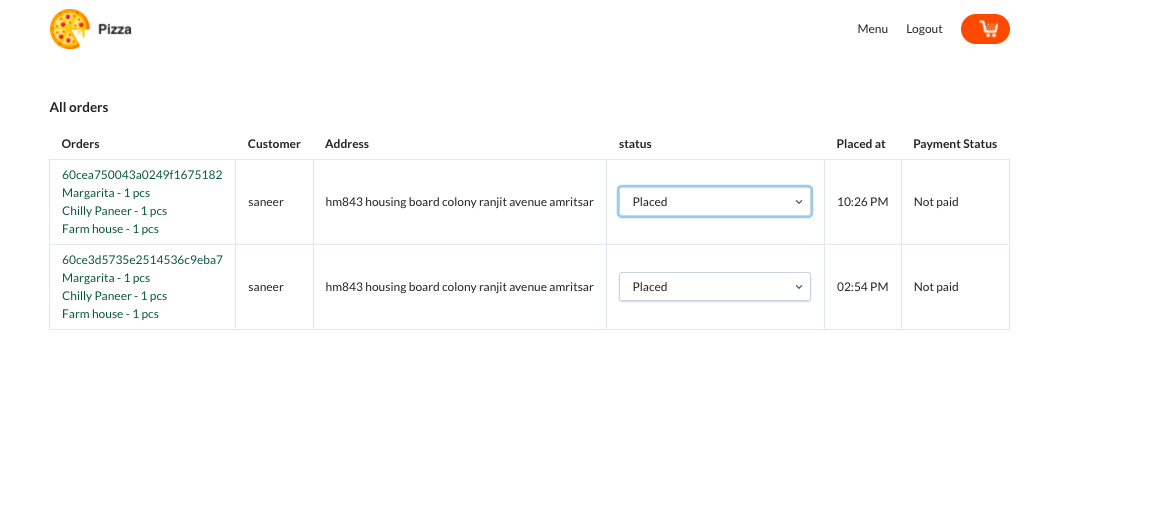 Pizza
Menu Logout
All orders
Orders Customer Address status Placed at Payment Status
60cea750043a0249f1675182
Margarita - 1 pcs
Chilly Paneer - 1 pcs
Farm house - 1 pcs
saneer hm843 housing board colony ranjit avenue amritsar Placed 10:26 PM Not paid
60ce3d5735e2514536c9eba7
Margarita - 1 pcs
Chilly Paneer - 1 pcs
Farm house - 1 pcs
saneer hm843 housing board colony ranjit avenue amritsar Placed 02:54 PM Not paid